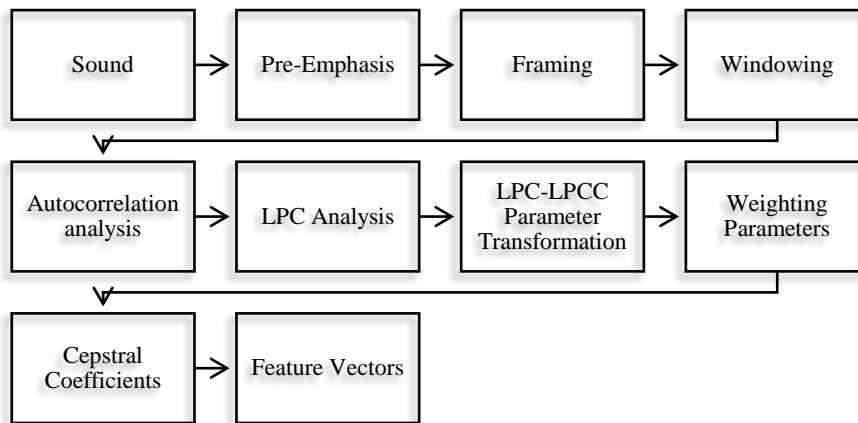 Sound
Pre-Emphasis
Framing
Windowing
Autocorrelation
analysis
LPC Analysis
LPC-LPCC
Parameter
Transformation
Weighting
Parameters
Cepstral
Coefficients
Feature Vectors